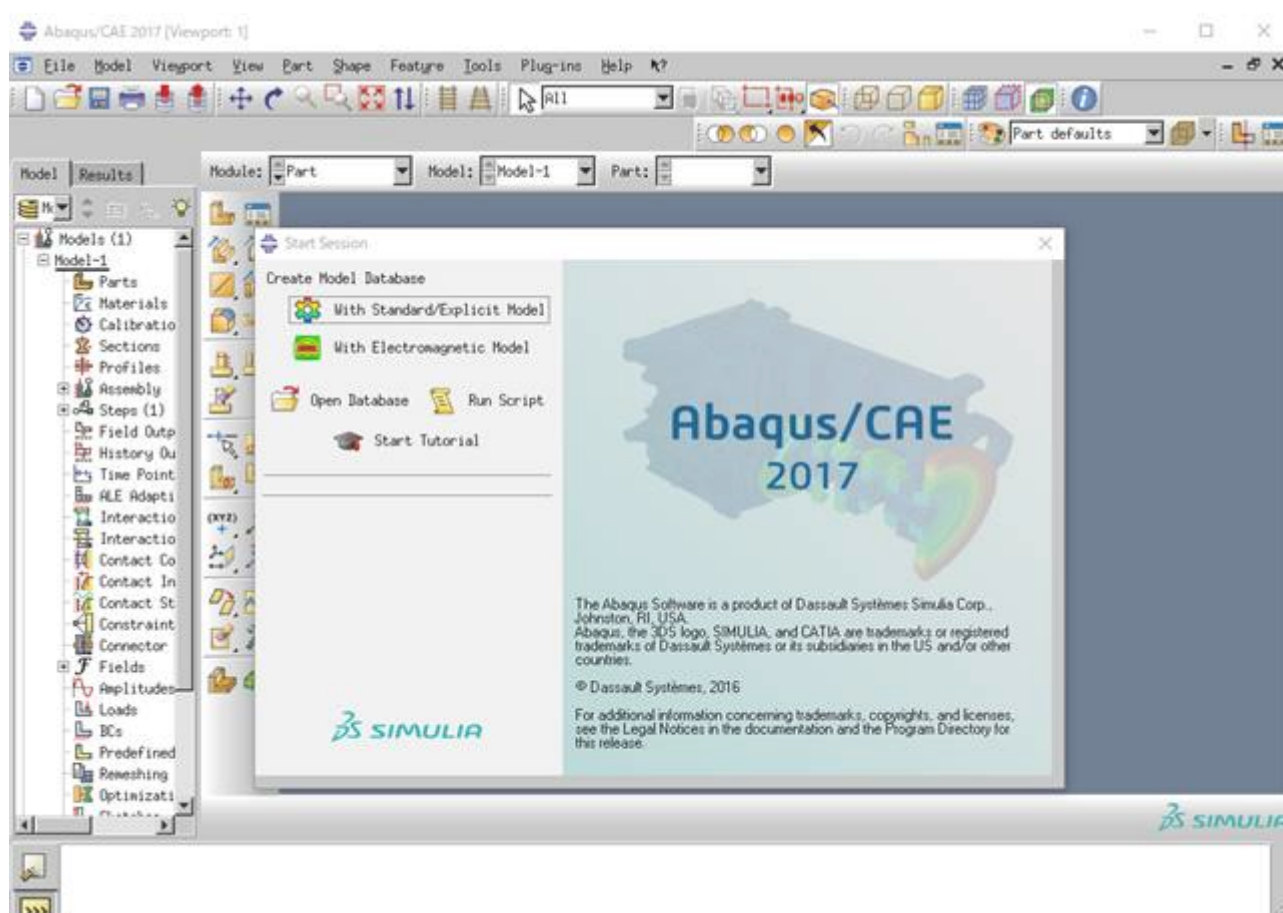 Abaqus/CAE 2017 [Viewport: 1]
File Model Viewport View Part Shape Feature Tools Plug-ins Help
All
Part defaults
Model Results
Module: Part Model: Model-1 Part:
Models (1)
Model-1
Parts
Materials
Calibratio
Sections
Profiles
Assembly
Steps (1)
Field Outp
History Ou
Time Point
ALE Adapti
Interactio
Interactio
Contact Co
Contact In
Contact St
Constraint
Connector
Fields
Amplitudes
Loads
BCs
Predefined
Remeshing
Optimizati
(XYZ)
Start Session
Create Model Database
With Standard/Explicit Model
With Electromagnetic Model
Open Database Run Script
Start Tutorial
SIMULIA
Abaqus/CAE
2017
The Abaqus Software is a product of Dassault Systèmes Simulia Corp.,
Johnston, RI, USA.
Abaqus, the 3DS logo, SIMULIA, and CATIA are trademarks or registered
trademarks of Dassault Systèmes or its subsidiaries in the US and/or other
countries.
© Dassault Systèmes, 2016
For additional information concerning trademarks, copyrights, and licenses,
see the Legal Notices in the documentation and the Program Directory for
this release.
SIMULIA